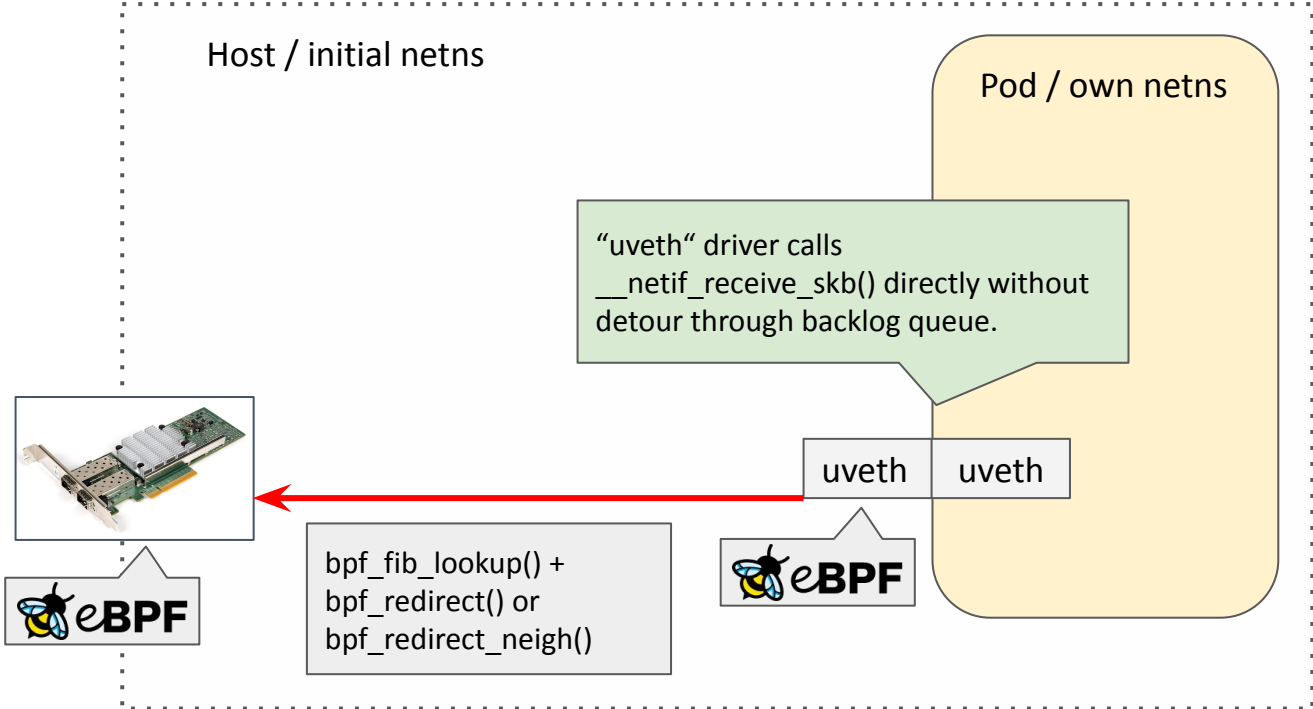 Host / initial netns
Pod / own netns
“uveth“ driver calls
__netif_receive_skb() directly without
detour through backlog queue.
uveth
uveth
bpf_fib_lookup() +
bpf_redirect() or
bpf_redirect_neigh()
eBPF
eBPF